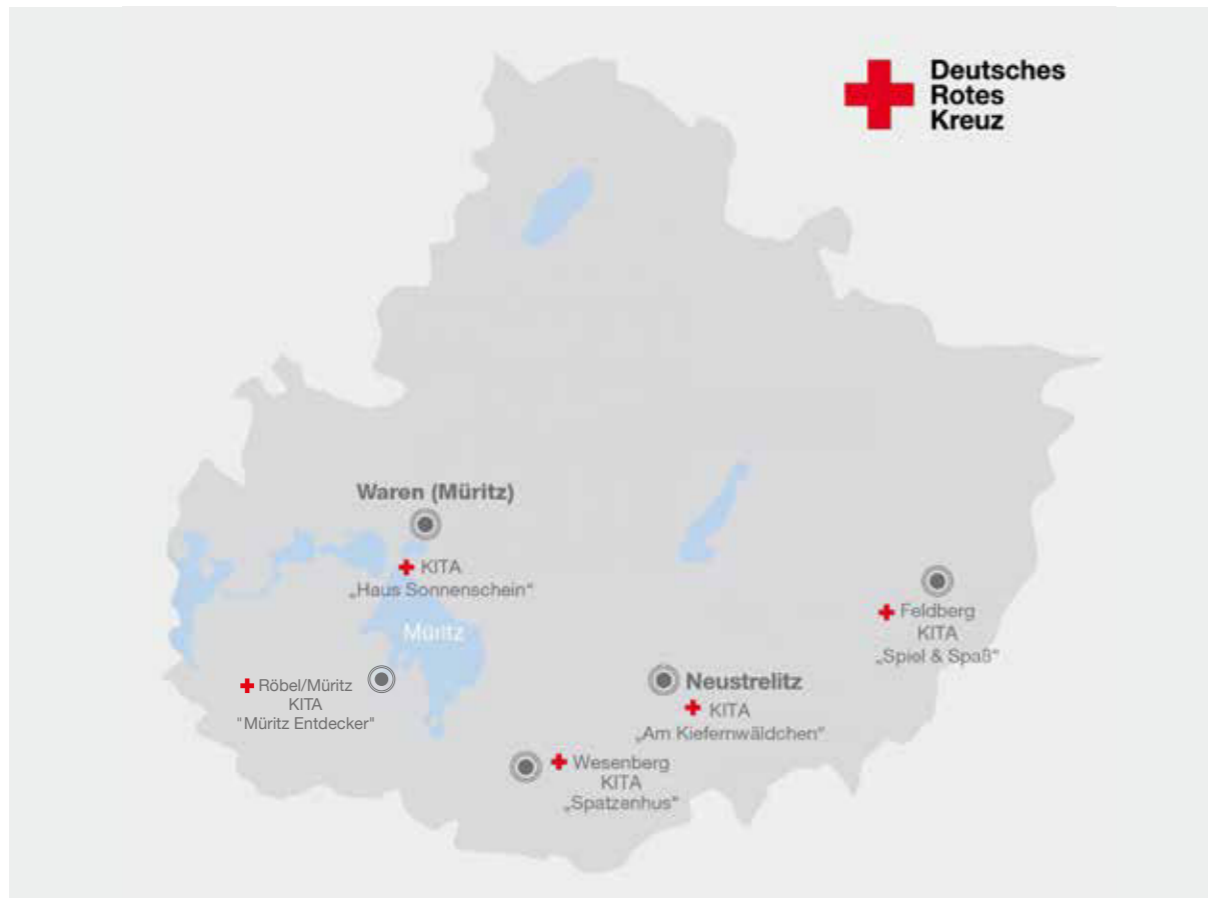 Deutsches
Rotes
Kreuz
Waren (Müritz)
KITA
„Haus Sonnenschein“
Müritz
Feldberg
KITA
„Spiel & Spaß“
Röbel/Müritz
KITA
"Müritz Entdecker"
Neustrelitz
KITA
„Am Kiefernwäldchen“
Wesenberg
KITA
„Spatzenhus“